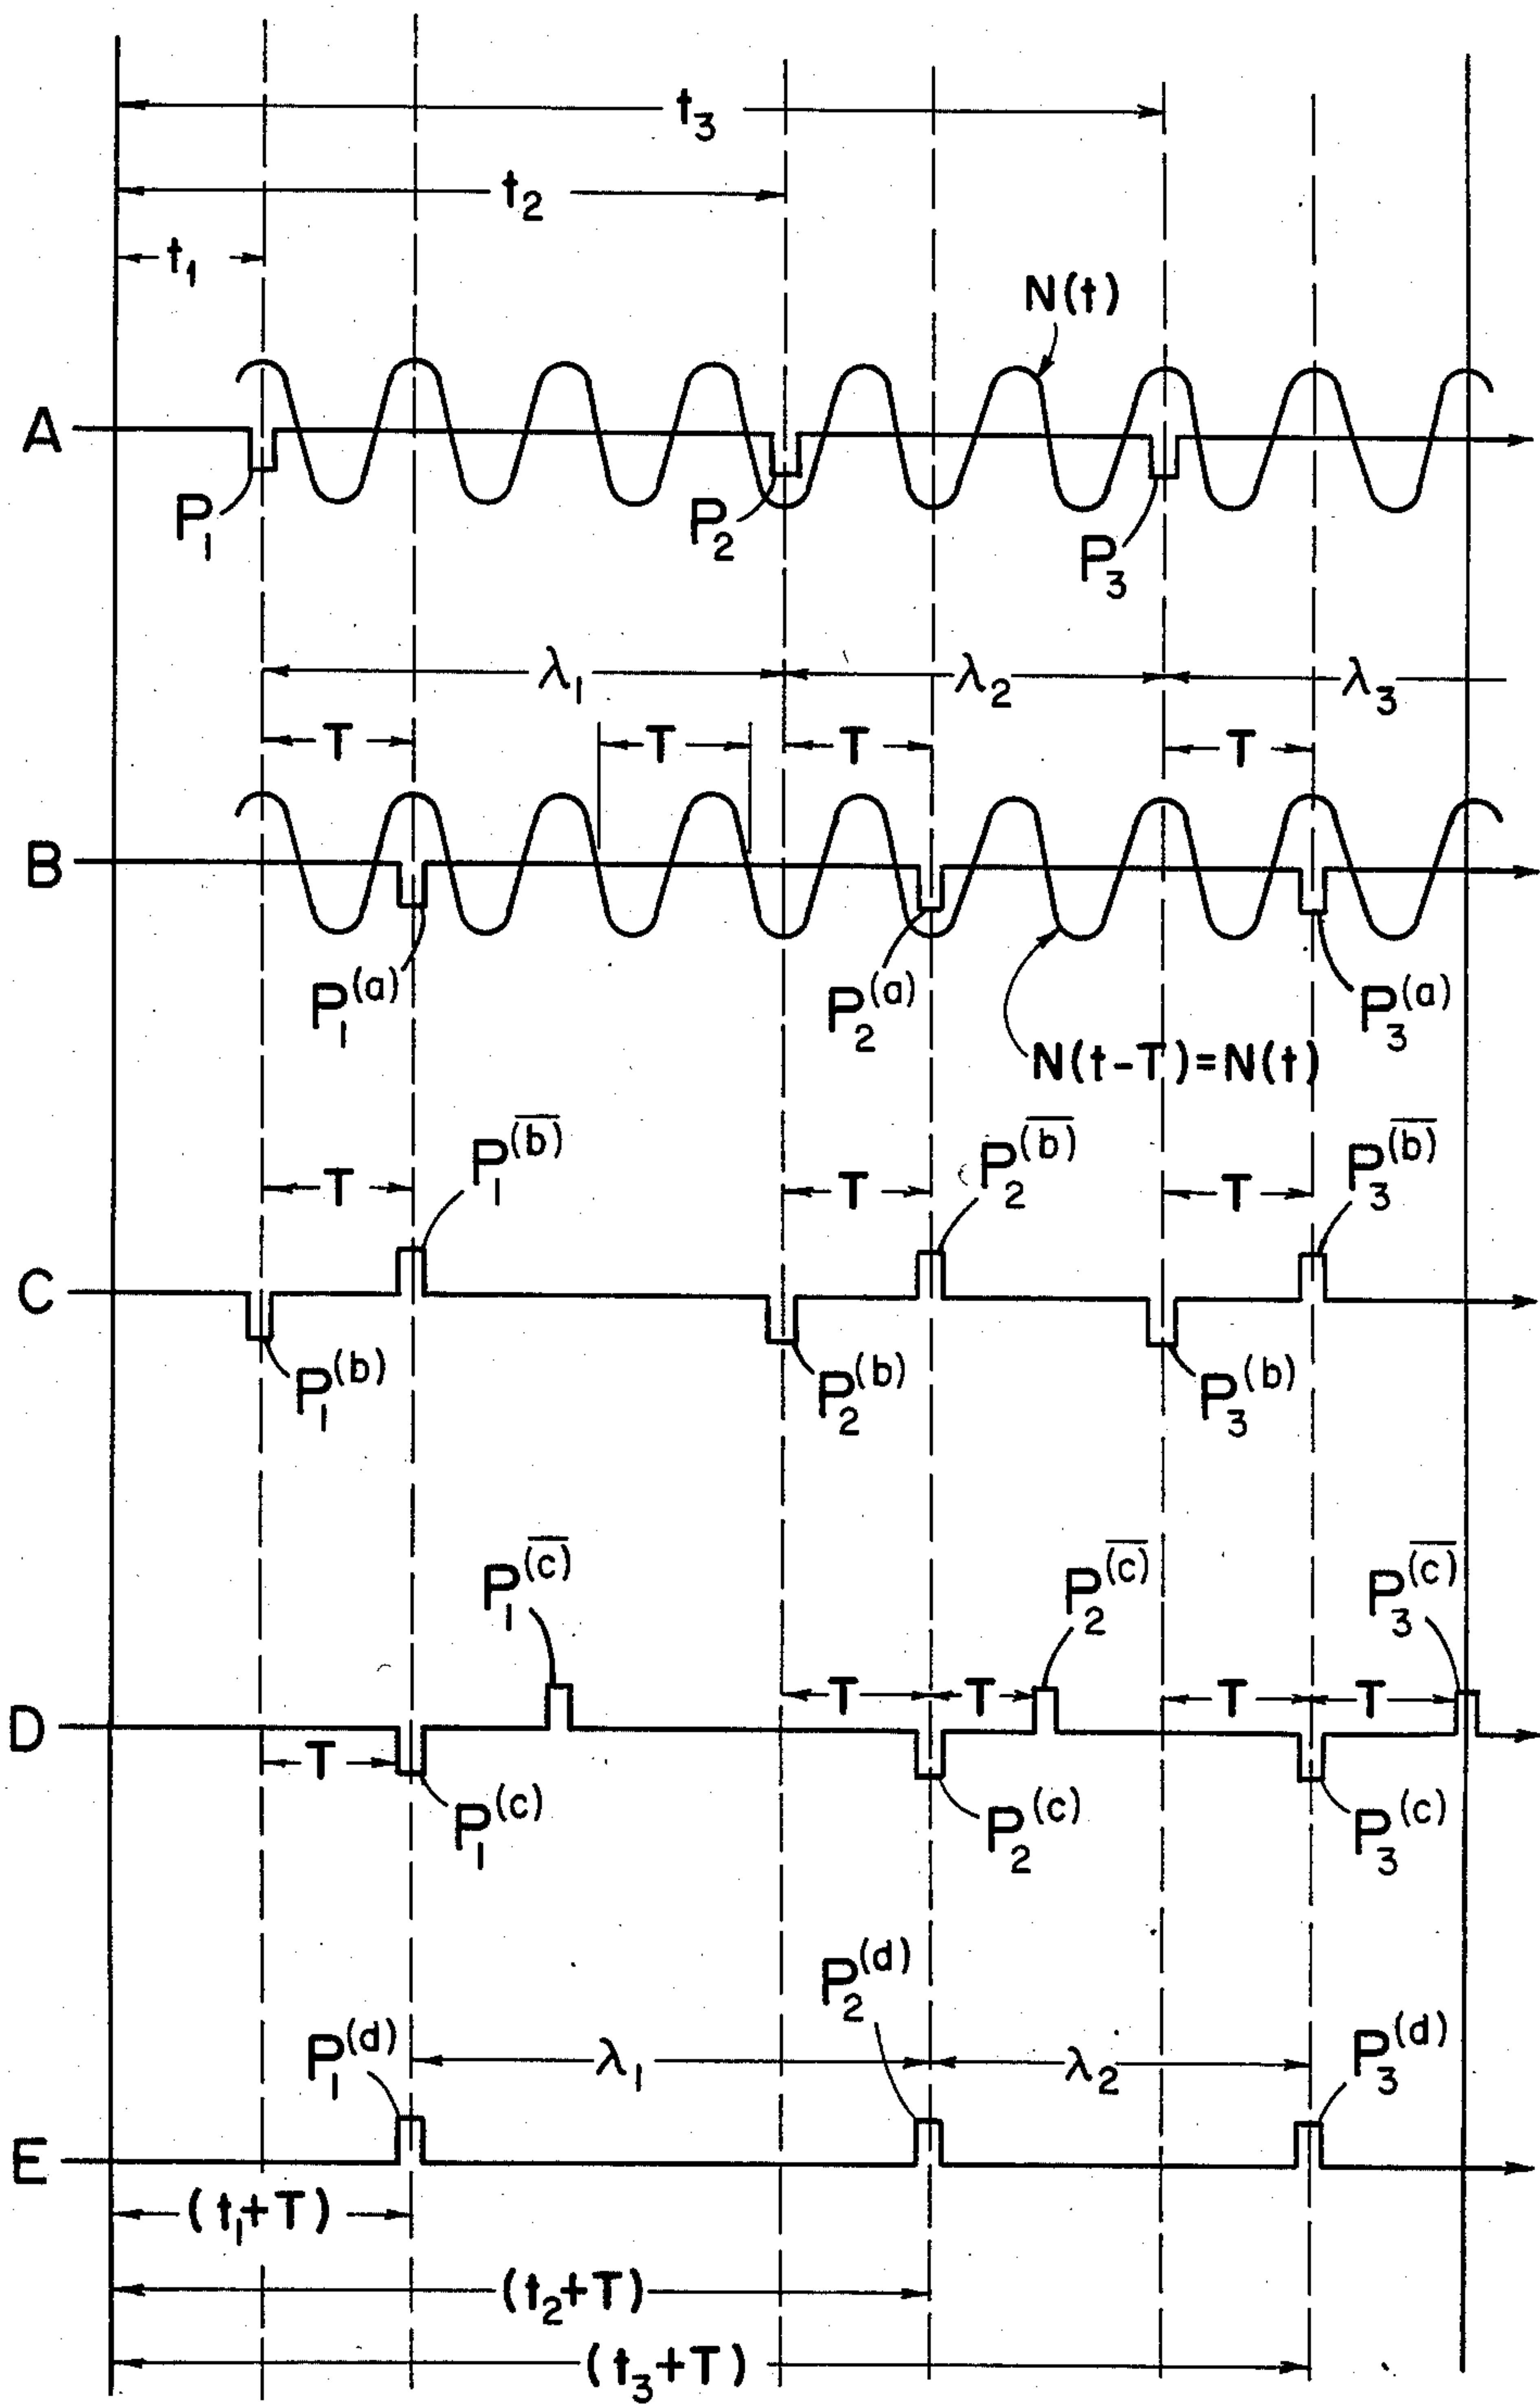 t₃
t₂
t₁
N(t)
A
P₁ P₂ P₃
λ₁ λ₂ λ₃
T T T T
B
P₁⁽ᵃ⁾ P₂⁽ᵃ⁾ P₃⁽ᵃ⁾
N(t-T)=N(t)
P₁^(b̅) P₂^(b̅) P₃^(b̅)
T T T
C
P₁⁽ᵇ⁾ P₂⁽ᵇ⁾ P₃⁽ᵇ⁾
P₁^(c̅) P₂^(c̅) P₃^(c̅)
T T T T
D
T
P₁⁽ᶜ⁾ P₂⁽ᶜ⁾ P₃⁽ᶜ⁾
P₁⁽ᵈ⁾ P₂⁽ᵈ⁾ P₃⁽ᵈ⁾
λ₁ λ₂
E
(t₁+T)
(t₂+T)
(t₃+T)